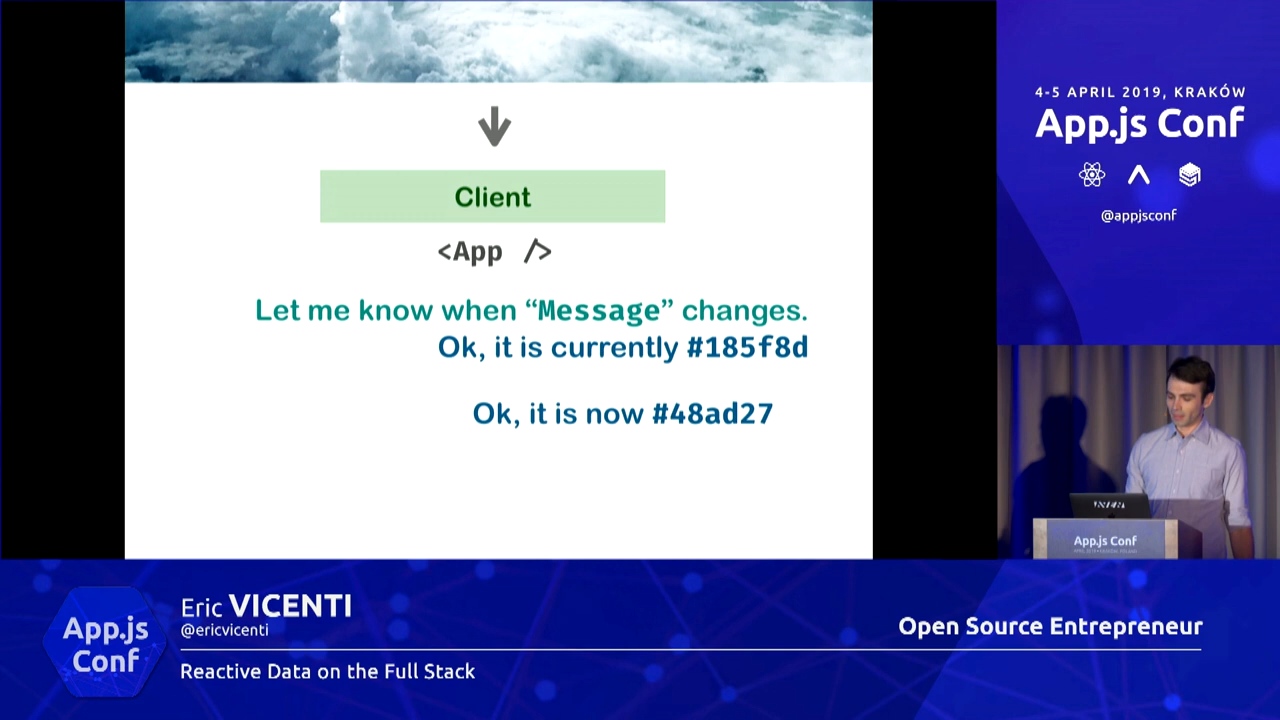 Client
<App />
Let me know when “Message” changes.
Ok, it is currently #185f8d
Ok, it is now #48ad27
4-5 APRIL 2019, KRAKÓW
App.js Conf
@appjsconf
App.js Conf
App.js
Conf
Eric VICENTI
@ericvicenti
Reactive Data on the Full Stack
Open Source Entrepreneur